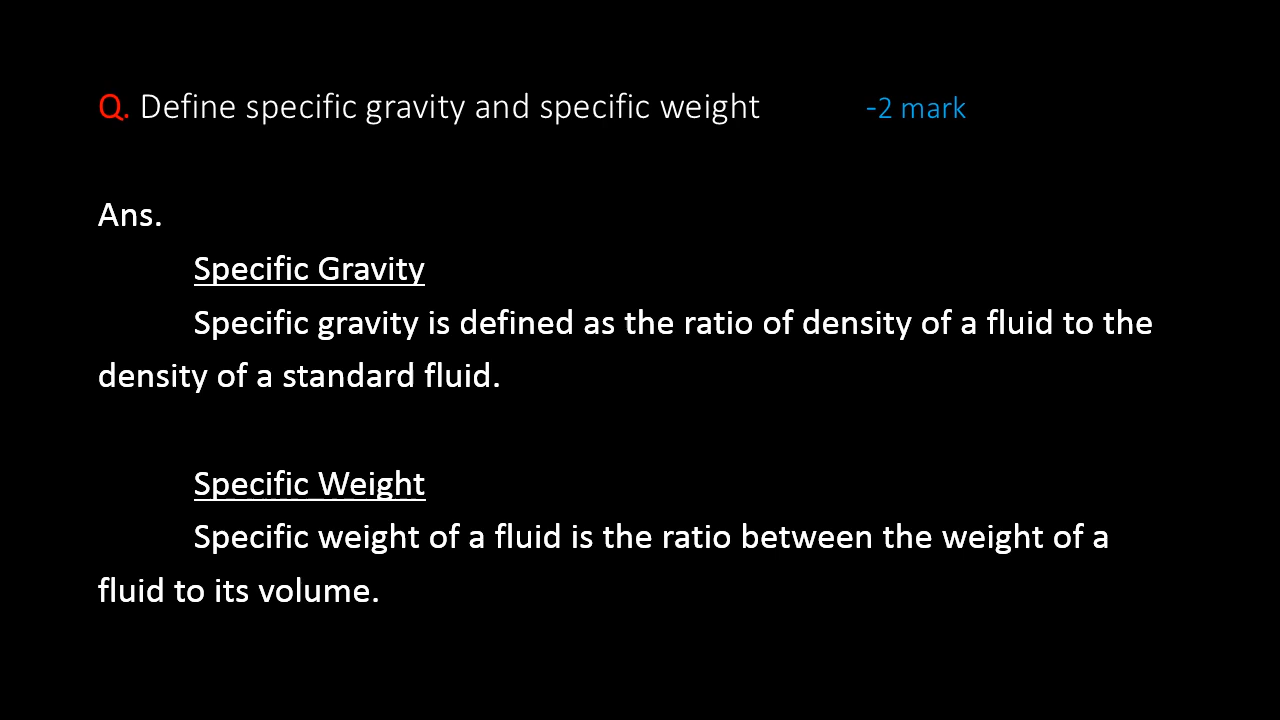 Q. Define specific gravity and specific weight -2 mark
Ans.
Specific Gravity
Specific gravity is defined as the ratio of density of a fluid to the
density of a standard fluid.
Specific Weight
Specific weight of a fluid is the ratio between the weight of a
fluid to its volume.